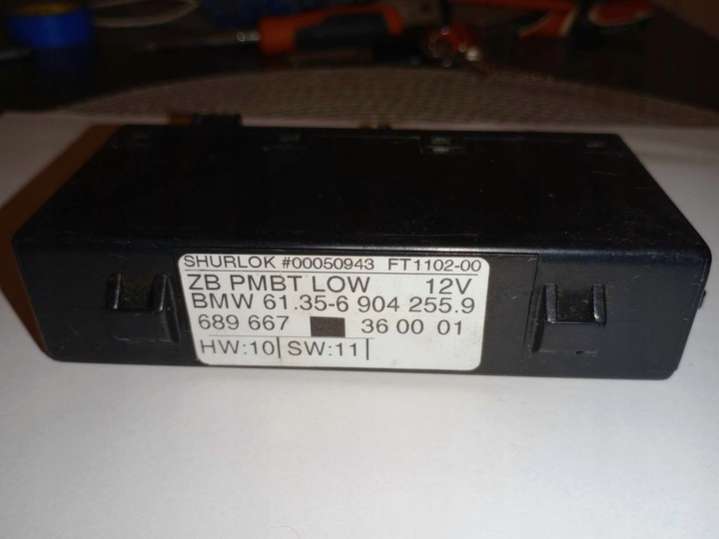 SHURLOK #00050943 FT1102-00
ZB PMBT LOW 12V
BMW 61.35-6 904 255.9
689 667 36 00 01
HW:10| SW:11|